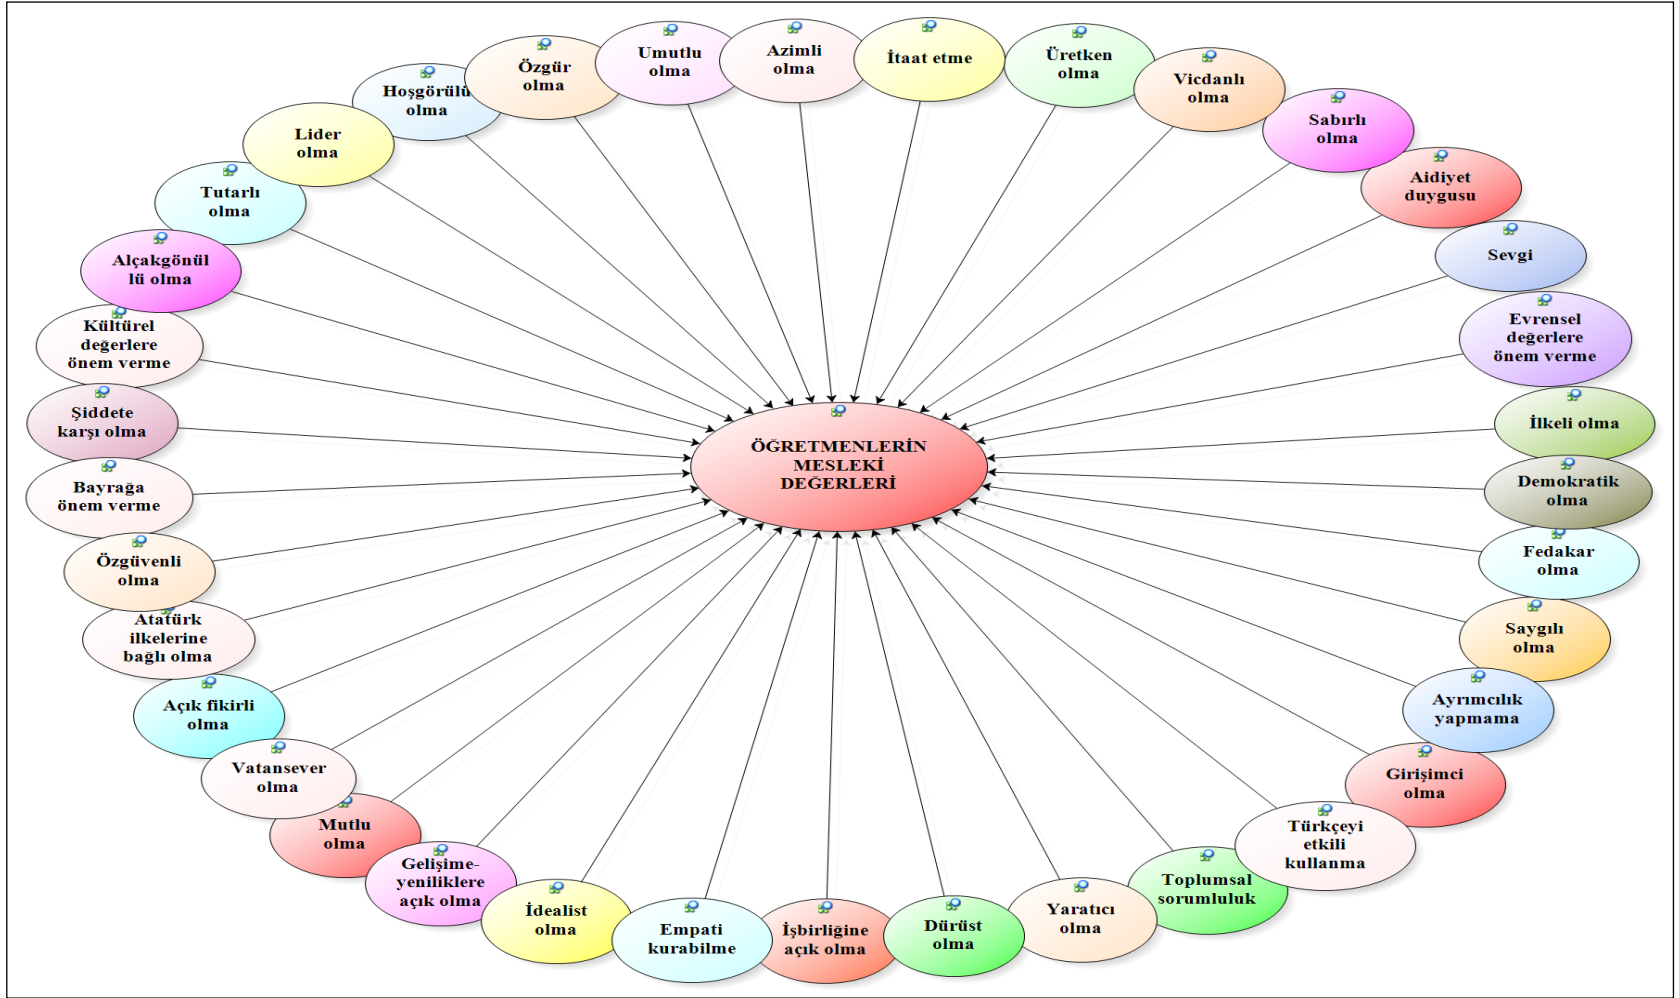 Azimli
olma
İtaat etme
Üretken
olma
Vicdanlı
olma
Sabırlı
olma
Aidiyet
duygusu
Sevgi
Evrensel
değerlere
önem verme
İlkeli olma
Demokratik
olma
Fedakar
olma
Saygılı
olma
Ayrımcılık
yapmama
Girişimci
olma
Türkçeyi
etkili
kullanma
Toplumsal
sorumluluk
Yaratıcı
olma
Dürüst
olma
İşbirliğine
açık olma
Empati
kurabilme
İdealist
olma
Gelişime-
yeniliklere
açık olma
Mutlu
olma
Vatansever
olma
Açık fikirli
olma
Atatürk
ilkelerine
bağlı olma
Özgüvenli
olma
Bayrağa
önem verme
Şiddete
karşı olma
Kültürel
değerlere
önem verme
Alçakgönül
lü olma
Tutarlı
olma
Lider
olma
Hoşgörülü
olma
Özgür
olma
Umutlu
olma
ÖĞRETMENLERİN
MESLEKİ
DEĞERLERİ